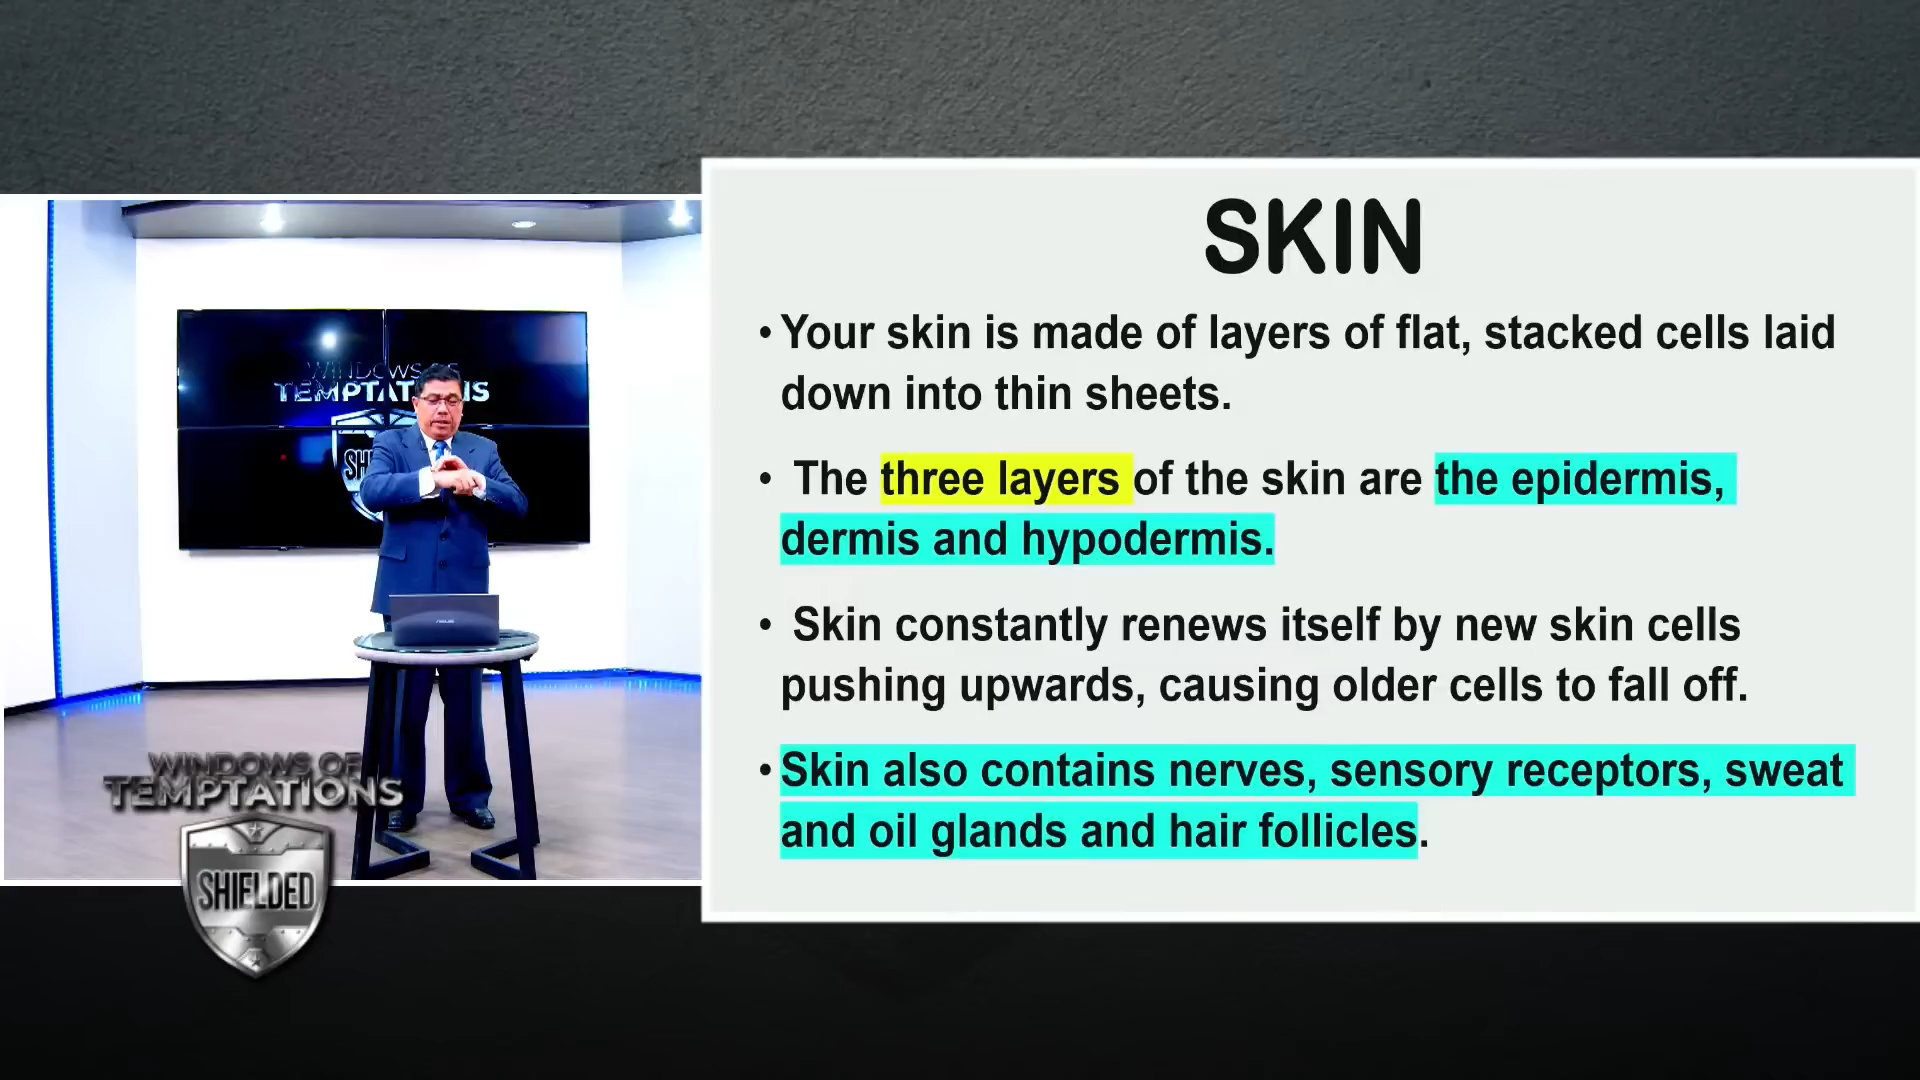 SKIN
• Your skin is made of layers of flat, stacked cells laid
down into thin sheets.
• The three layers of the skin are the epidermis,
dermis and hypodermis.
• Skin constantly renews itself by new skin cells
pushing upwards, causing older cells to fall off.
• Skin also contains nerves, sensory receptors, sweat
and oil glands and hair follicles.
WINDOWS OF
TEMPTATIONS
SHIELDED
ASUS